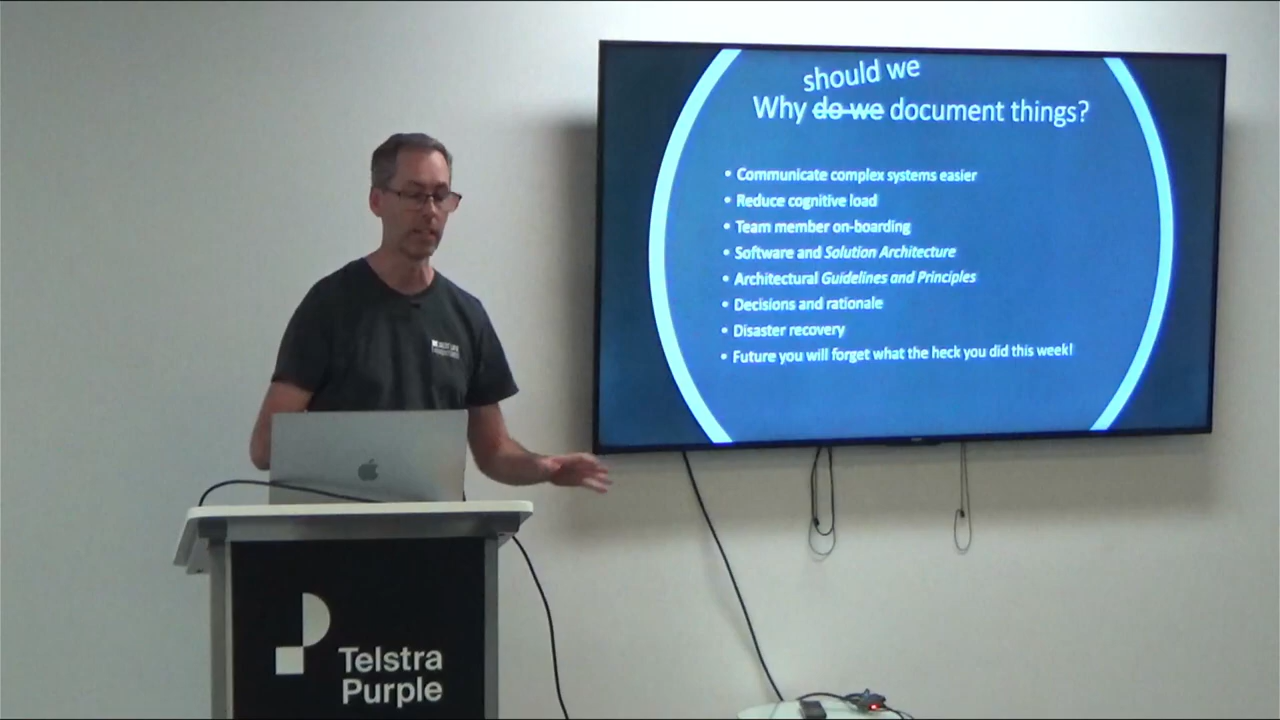 should we
Why do we document things?
• Communicate complex systems easier
• Reduce cognitive load
• Team member on-boarding
• Software and Solution Architecture
• Architectural Guidelines and Principles
• Decisions and rationale
• Disaster recovery
• Future you will forget what the heck you did this week!
Telstra
Purple